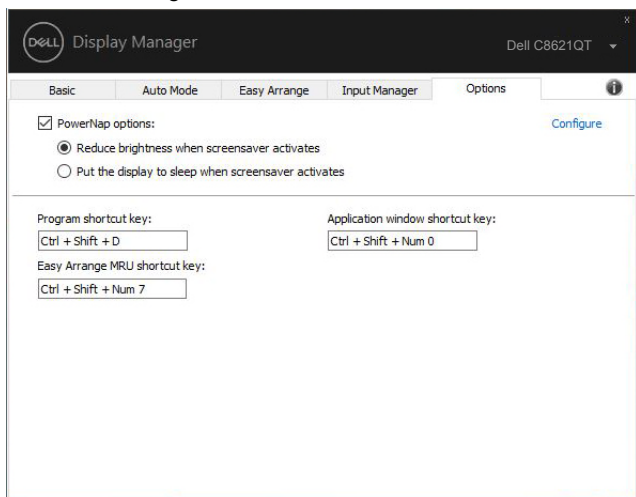 x
DELL Display Manager
Dell C8621QT
Basic Auto Mode Easy Arrange Input Manager Options
PowerNap options: Configure
Reduce brightness when screensaver activates
Put the display to sleep when screensaver activates
Program shortcut key: Application window shortcut key:
Ctrl + Shift + D Ctrl + Shift + Num 0
Easy Arrange MRU shortcut key:
Ctrl + Shift + Num 7